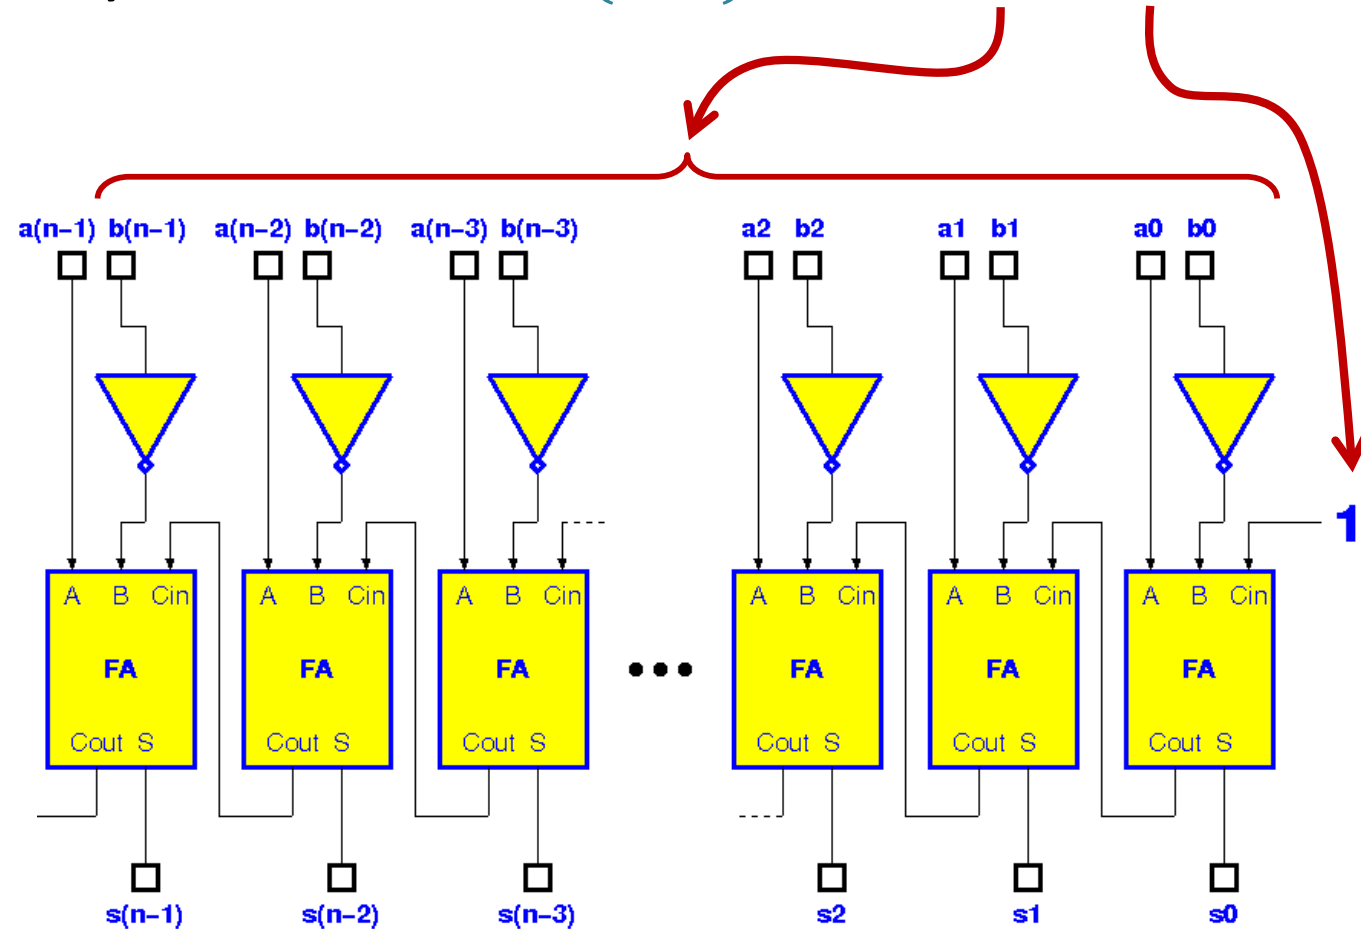 a(n−1) b(n−1) a(n−2) b(n−2) a(n−3) b(n−3) a2 b2 a1 b1 a0 b0
1
A B Cin A B Cin A B Cin A B Cin A B Cin A B Cin
FA FA FA ••• FA FA FA
Cout S Cout S Cout S Cout S Cout S Cout S
s(n−1) s(n−2) s(n−3) s2 s1 s0